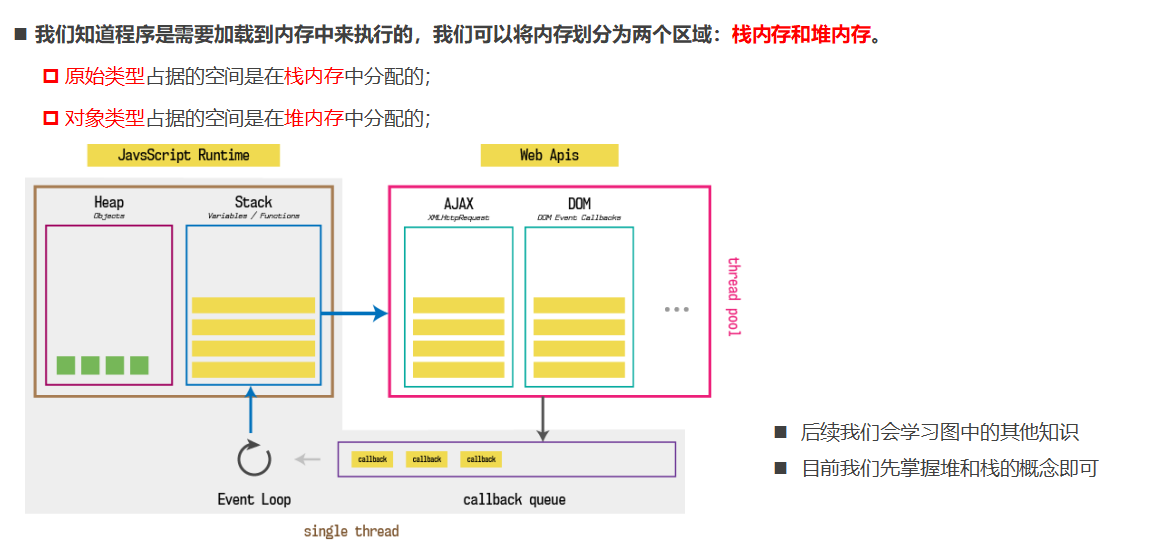 我们知道程序是需要加载到内存中来执行的，我们可以将内存划分为两个区域：栈内存和堆内存。
原始类型占据的空间是在栈内存中分配的；
对象类型占据的空间是在堆内存中分配的；
JavsScript Runtime
Web Apis
Heap
Objects
Stack
Variables / Functions
AJAX
XMLHttpRequest
DOM
DOM Event Callbacks
...
thread pool
callback
callback
callback
Event Loop
callback queue
single thread
后续我们会学习图中的其他知识
目前我们先掌握堆和栈的概念即可